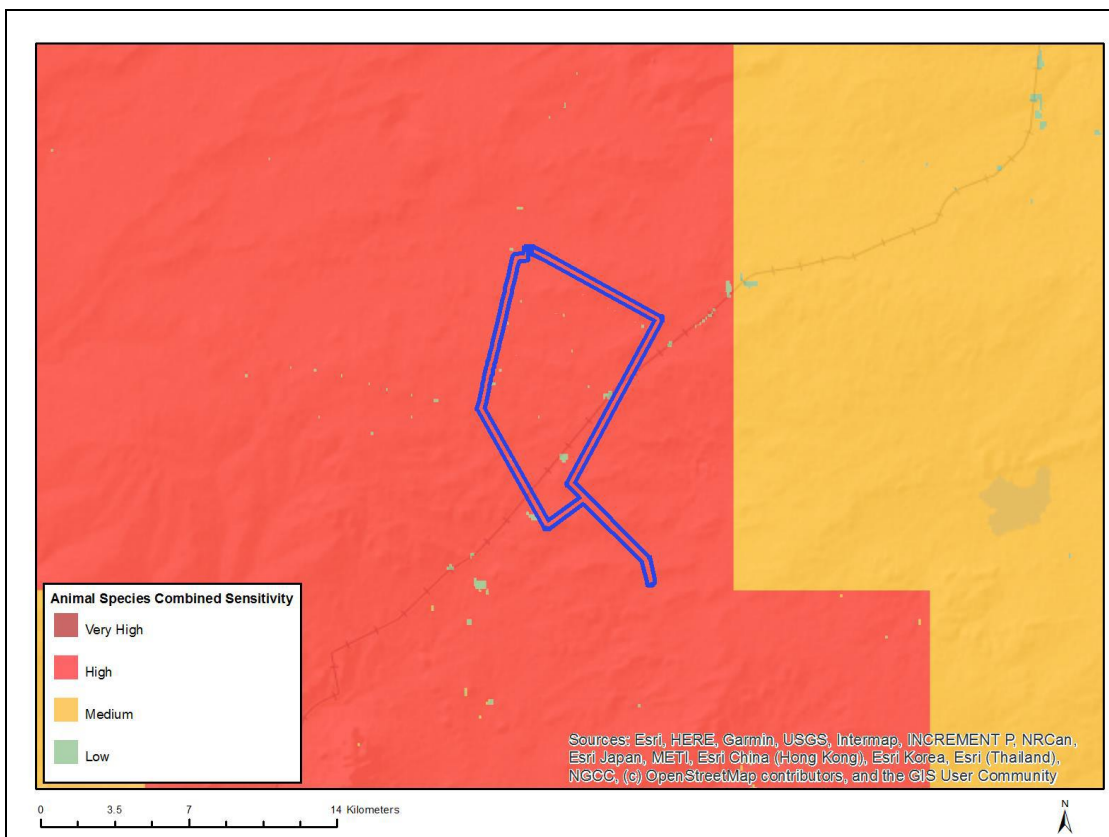 Animal Species Combined Sensitivity
Very High
High
Medium
Low
Sources: Esri, HERE, Garmin, USGS, Intermap, INCREMENT P, NRCan,
Esri Japan, METI, Esri China (Hong Kong), Esri Korea, Esri (Thailand),
NGCC, (c) OpenStreetMap contributors, and the GIS User Community
0 3.5 7 14 Kilometers
N